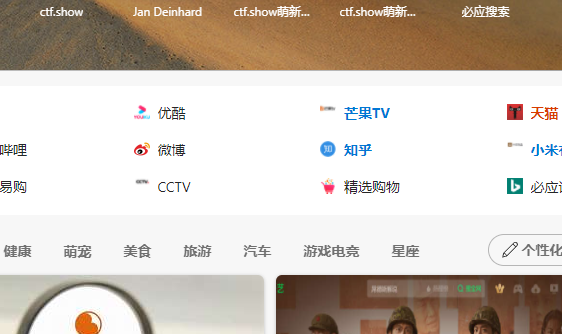 ctf.show Jan Deinhard ctf.show萌新... ctf.show萌新... 必应搜索
优酷 芒果TV 天猫
哔哩 微博 知乎 小米
易购 CCTV 精选购物 必应
健康 萌宠 美食 旅游 汽车 游戏电竞 星座 个性化